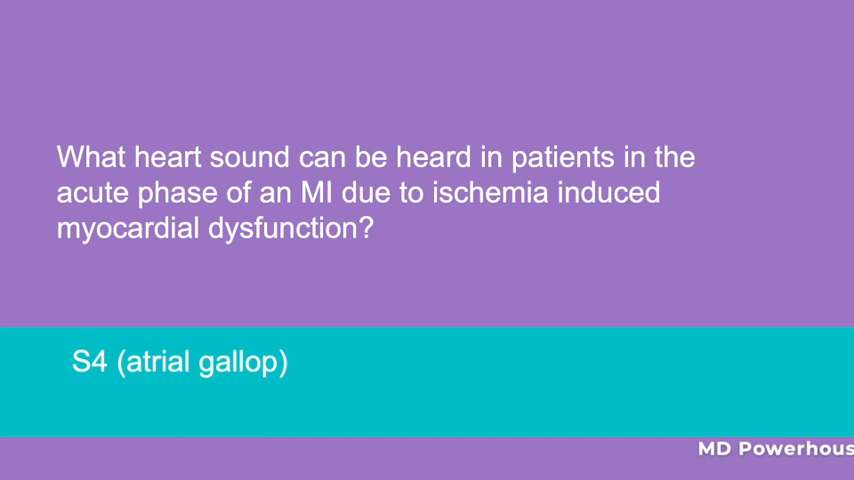 What heart sound can be heard in patients in the
acute phase of an MI due to ischemia induced
myocardial dysfunction?
S4 (atrial gallop)
MD Powerhous